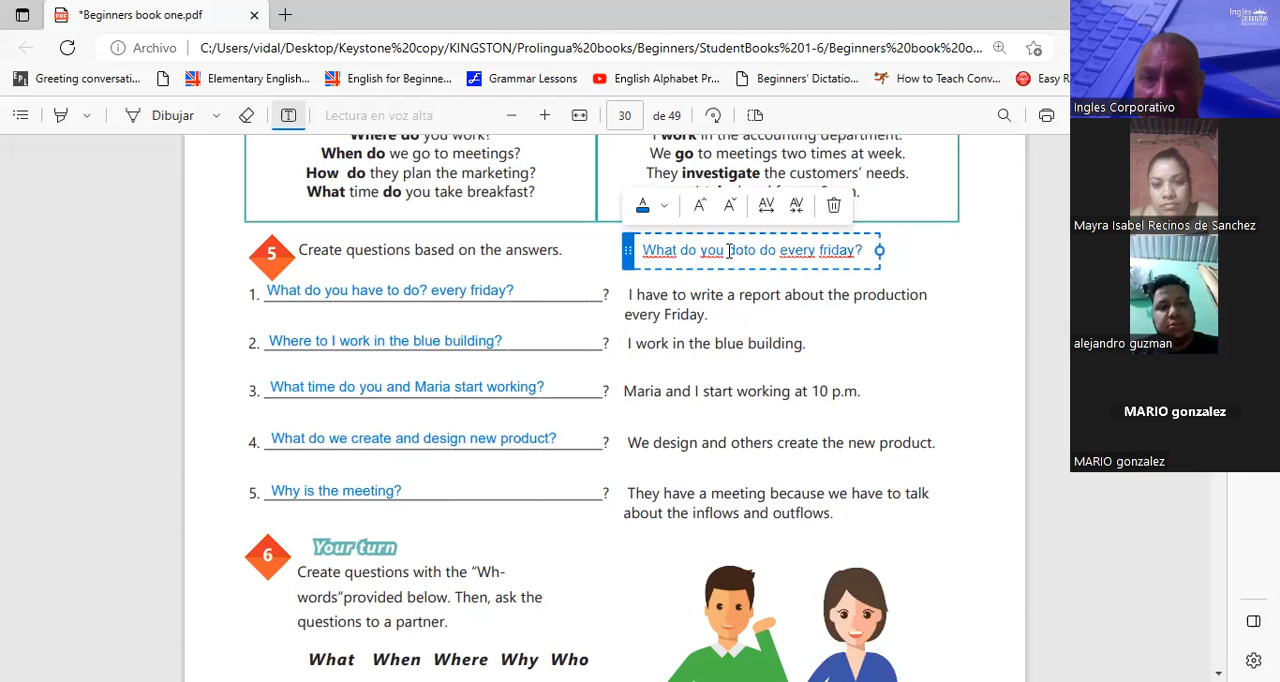 *Beginners book one.pdf
Archivo
C:/Users/vidal/Desktop/Keystone%20copy/KINGSTON/Prolingua%20books/Beginners/StudentBooks%201-6/Beginners%20book%20o...
Greeting conversati...
Elementary English...
English for Beginne...
Grammar Lessons
English Alphabet Pr...
Beginners' Dictatio...
How to Teach Conv...
Easy R
Dibujar
Lectura en voz alta
30
de 49
Where do you work?
When do we go to meetings?
How do they plan the marketing?
What time do you take breakfast?
I work in the accounting department.
We go to meetings two times at week.
They investigate the customers' needs.
5 Create questions based on the answers.
What do you doto do every friday?
1. What do you have to do? every friday? ?
I have to write a report about the production
every Friday.
2. Where to I work in the blue building? ?
I work in the blue building.
3. What time do you and Maria start working? ?
Maria and I start working at 10 p.m.
4. What do we create and design new product? ?
We design and others create the new product.
5. Why is the meeting? ?
They have a meeting because we have to talk
about the inflows and outflows.
6 Your turn
Create questions with the "Wh-
words"provided below. Then, ask the
questions to a partner.
What When Where Why Who
Ingles Corporativo
Mayra Isabel Recinos de Sanchez
alejandro guzman
MARIO gonzalez
MARIO gonzalez